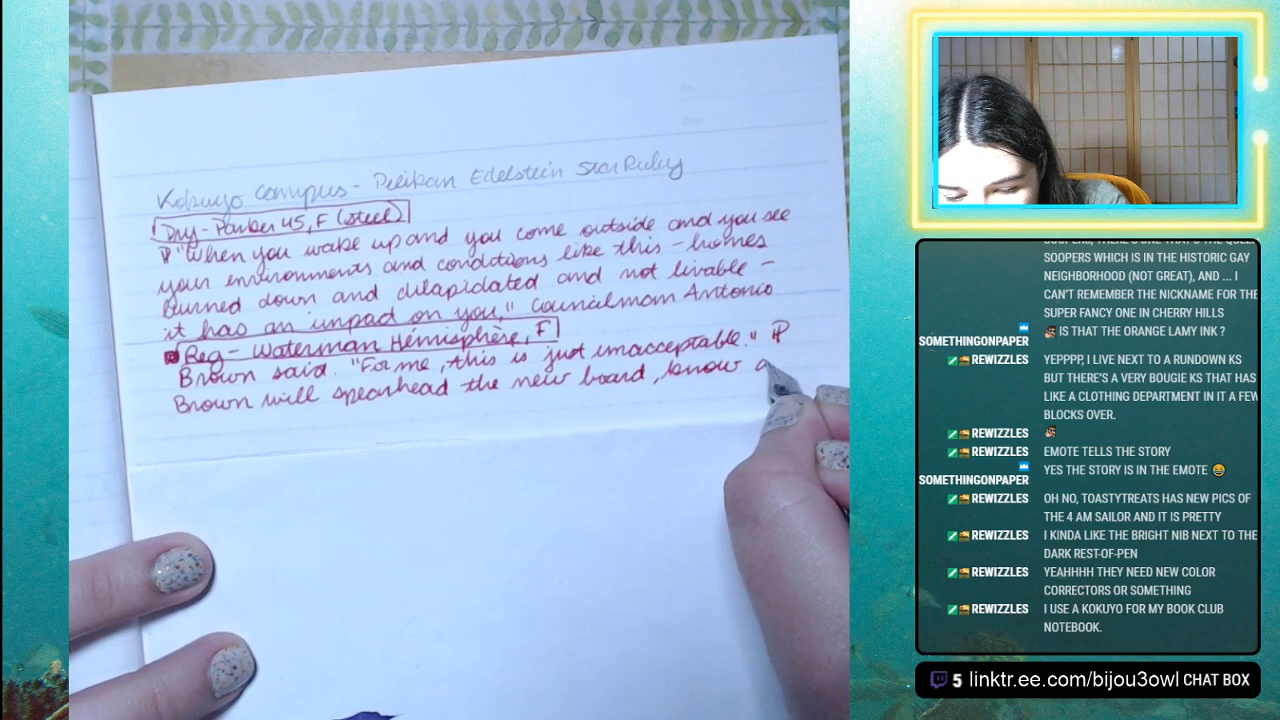 Kokuyo Campus - Pelikan Edelstein Star Ruby
Dry - Parker 45, F (steel)
¶ "When you wake up and you come outside and you see
your environments and conditions like this - homes
burned down and dilapidated and not livable -
it has an impact on you," Councilman Antonio
Reg - Waterman Hémisphère, F
Brown said. "For me, this is just unacceptable." ¶
Brown will spearhead the new board, know a
No.
Date
SOOPERS WHICH IS IN THE HISTORIC GAY
NEIGHBORHOOD (NOT GREAT), AND ... I
CAN'T REMEMBER THE NICKNAME FOR THE
SUPER FANCY ONE IN CHERRY HILLS
SOMETHINGONPAPER IS THAT THE ORANGE LAMY INK ?
REWIZZLES YEPPPP, I LIVE NEXT TO A RUNDOWN KS
BUT THERE'S A VERY BOUGIE KS THAT HAS
LIKE A CLOTHING DEPARTMENT IN IT A FEW
BLOCKS OVER.
REWIZZLES
REWIZZLES EMOTE TELLS THE STORY
SOMETHINGONPAPER YES THE STORY IS IN THE EMOTE 😅
REWIZZLES OH NO, TOASTYTREATS HAS NEW PICS OF
THE 4 AM SAILOR AND IT IS PRETTY
REWIZZLES I KINDA LIKE THE BRIGHT NIB NEXT TO THE
DARK REST-OF-PEN
REWIZZLES YEAHHHH THEY NEED NEW COLOR
CORRECTORS OR SOMETHING
REWIZZLES I USE A KOKUYO FOR MY BOOK CLUB
NOTEBOOK.
5 linktr.ee.com/bijou3owl CHAT BOX